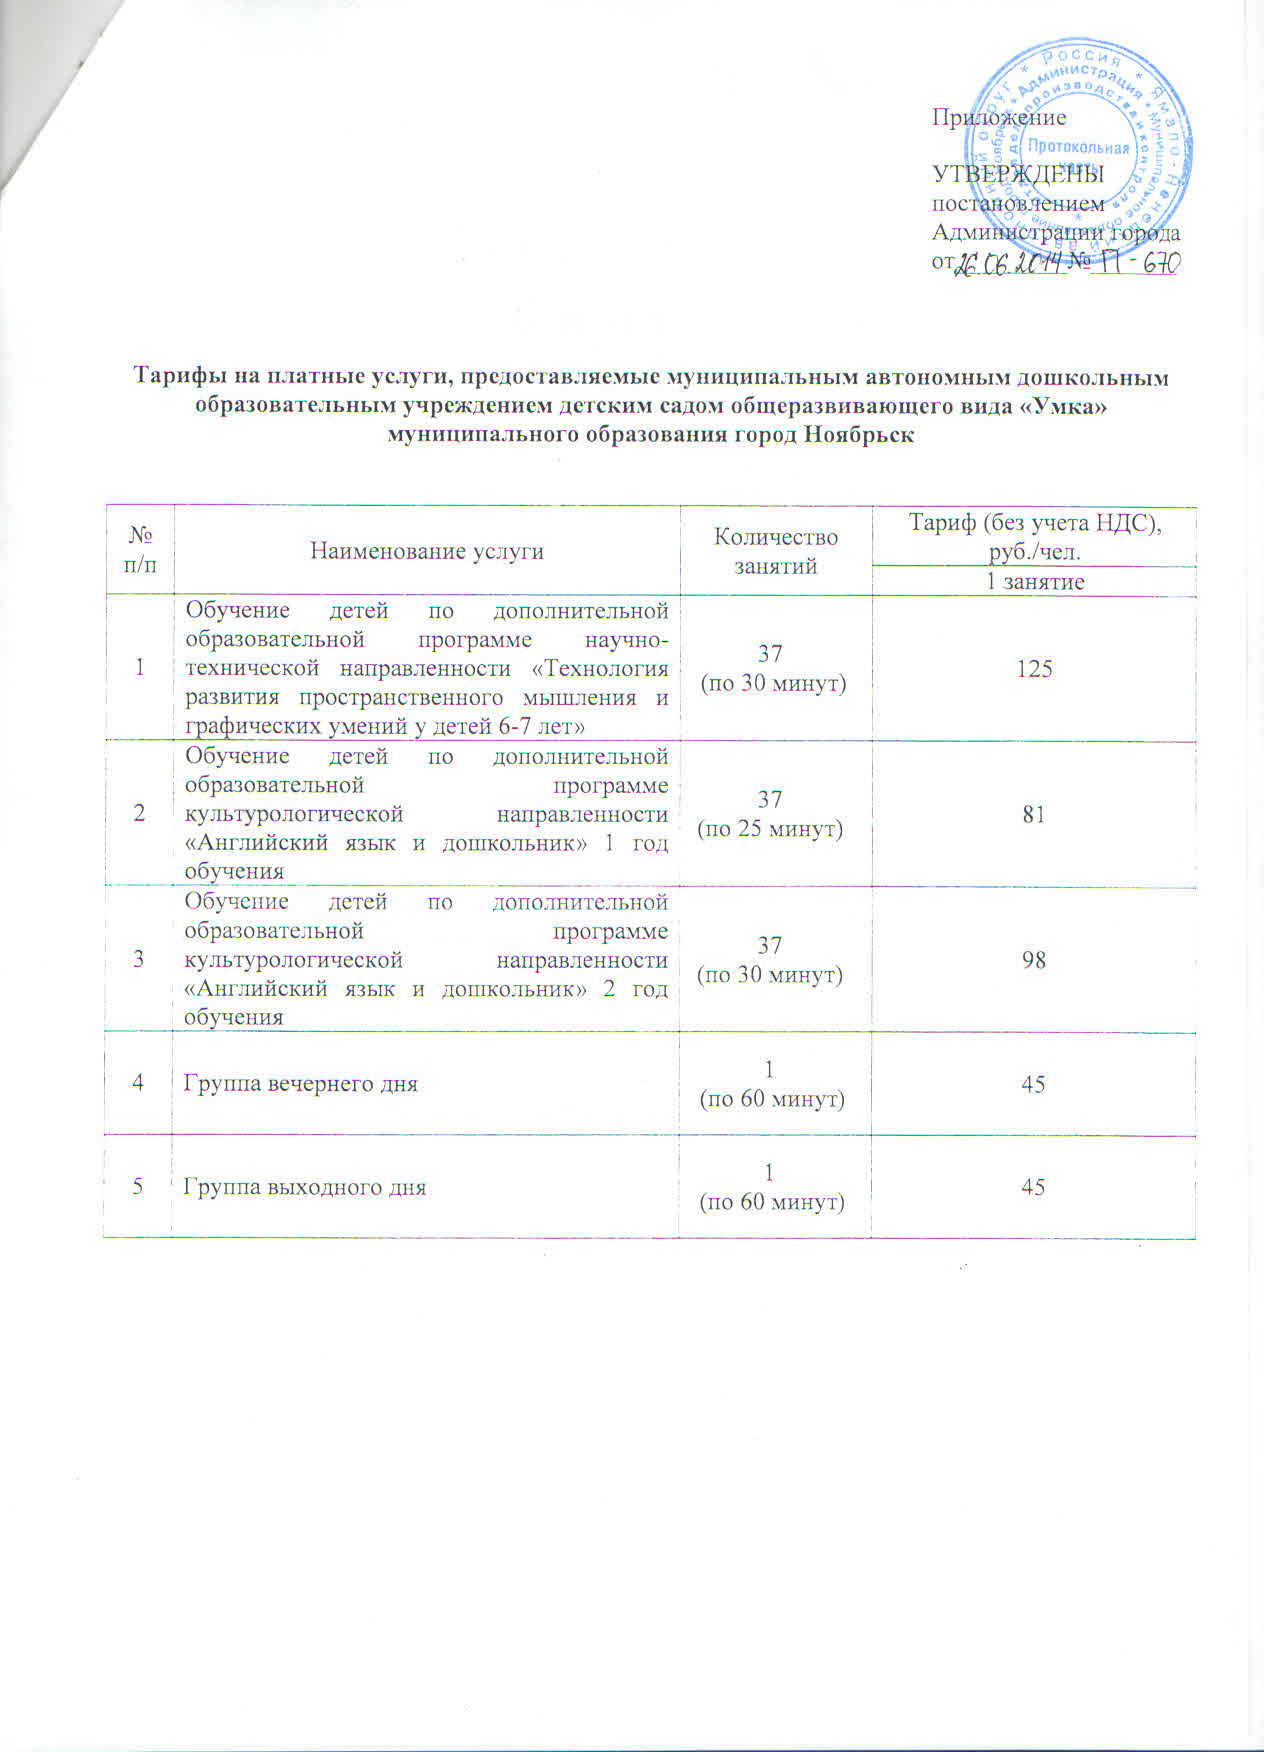 Приложение
УТВЕРЖДЕНЫ
постановлением
Администрации города
от 26.06.2014 № П - 670
Протокольная
часть
Тарифы на платные услуги, предоставляемые муниципальным автономным дошкольным
образовательным учреждением детским садом общеразвивающего вида «Умка»
муниципального образования город Ноябрьск
№
п/п
Наименование услуги
Количество
занятий
Тариф (без учета НДС),
руб./чел.
1 занятие
1
Обучение детей по дополнительной
образовательной программе научно-
технической направленности «Технология
развития пространственного мышления и
графических умений у детей 6-7 лет»
37
(по 30 минут)
125
2
Обучение детей по дополнительной
образовательной программе
культурологической направленности
«Английский язык и дошкольник» 1 год
обучения
37
(по 25 минут)
81
3
Обучение детей по дополнительной
образовательной программе
культурологической направленности
«Английский язык и дошкольник» 2 год
обучения
37
(по 30 минут)
98
4
Группа вечернего дня
1
(по 60 минут)
45
5
Группа выходного дня
1
(по 60 минут)
45